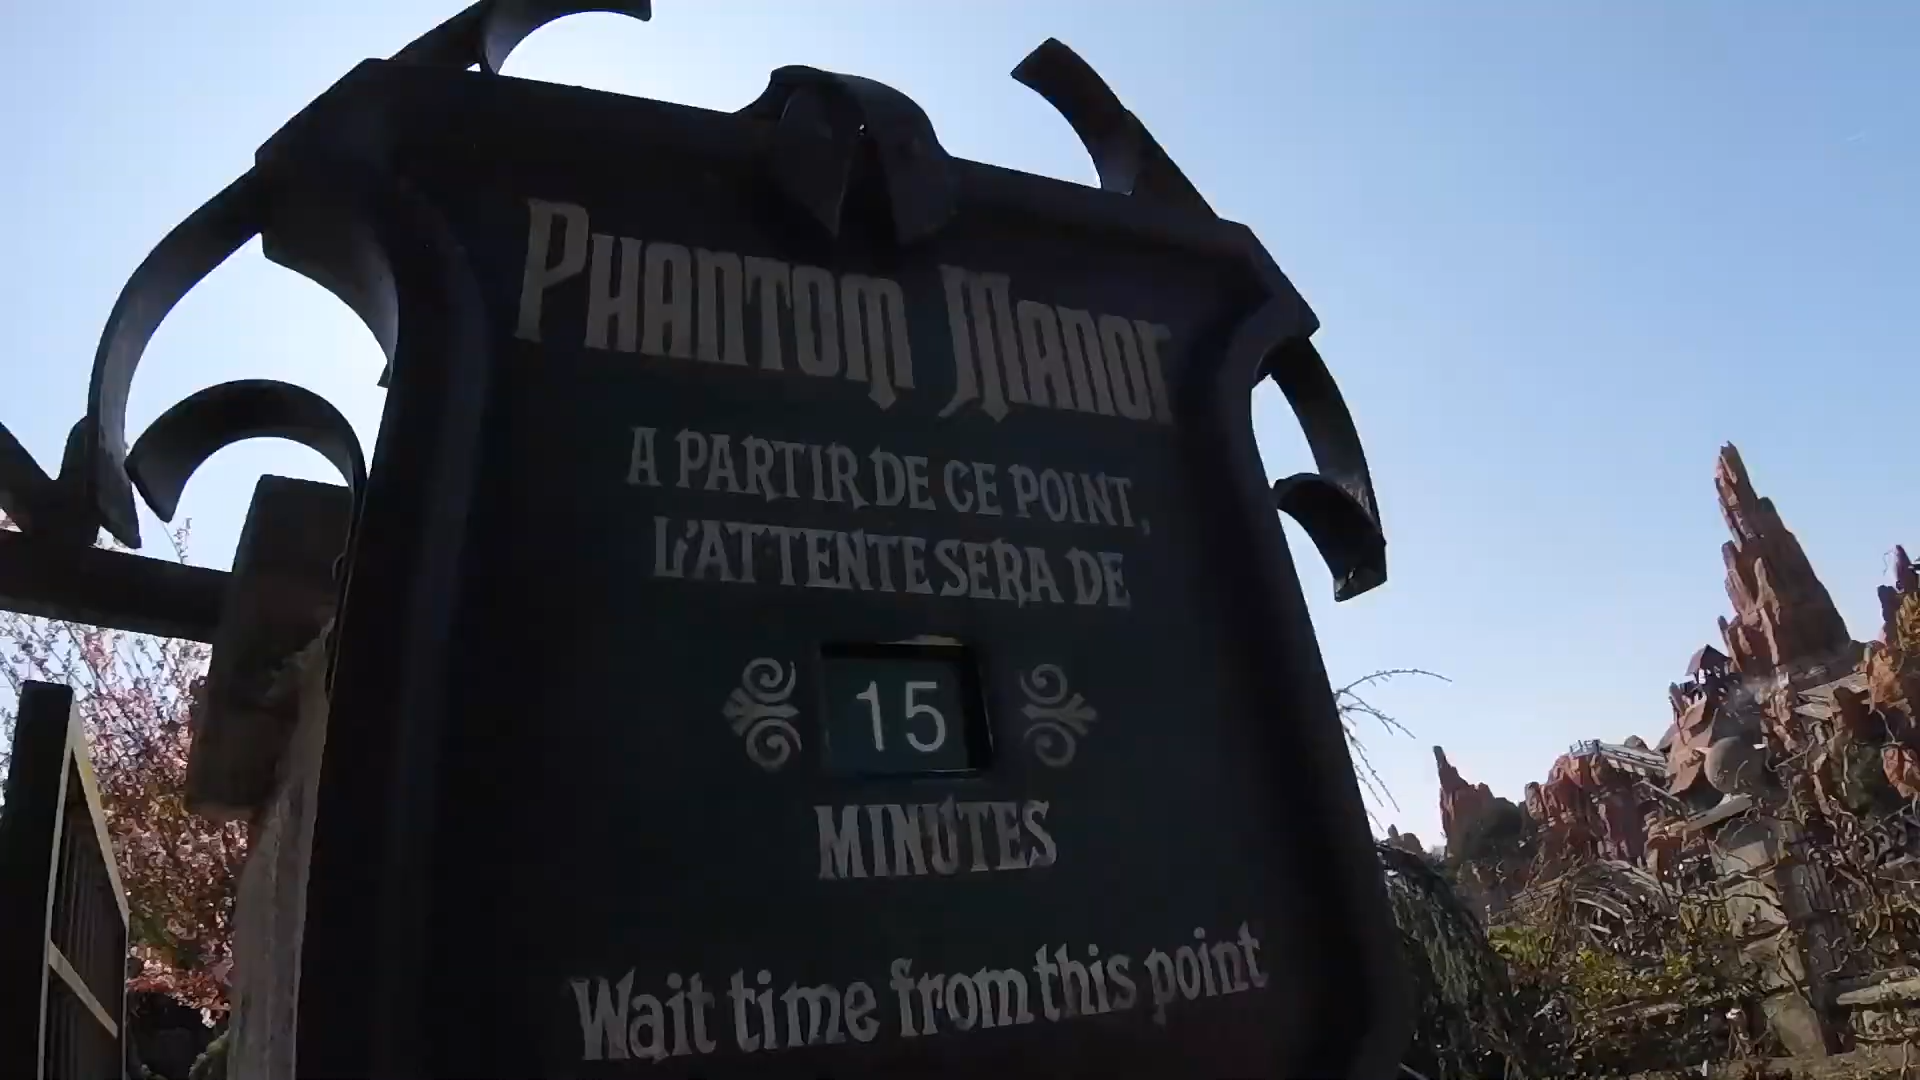 PHANTOM MANOR
A PARTIR DE CE POINT,
L'ATTENTE SERA DE
15
MINUTES
Wait time from this point